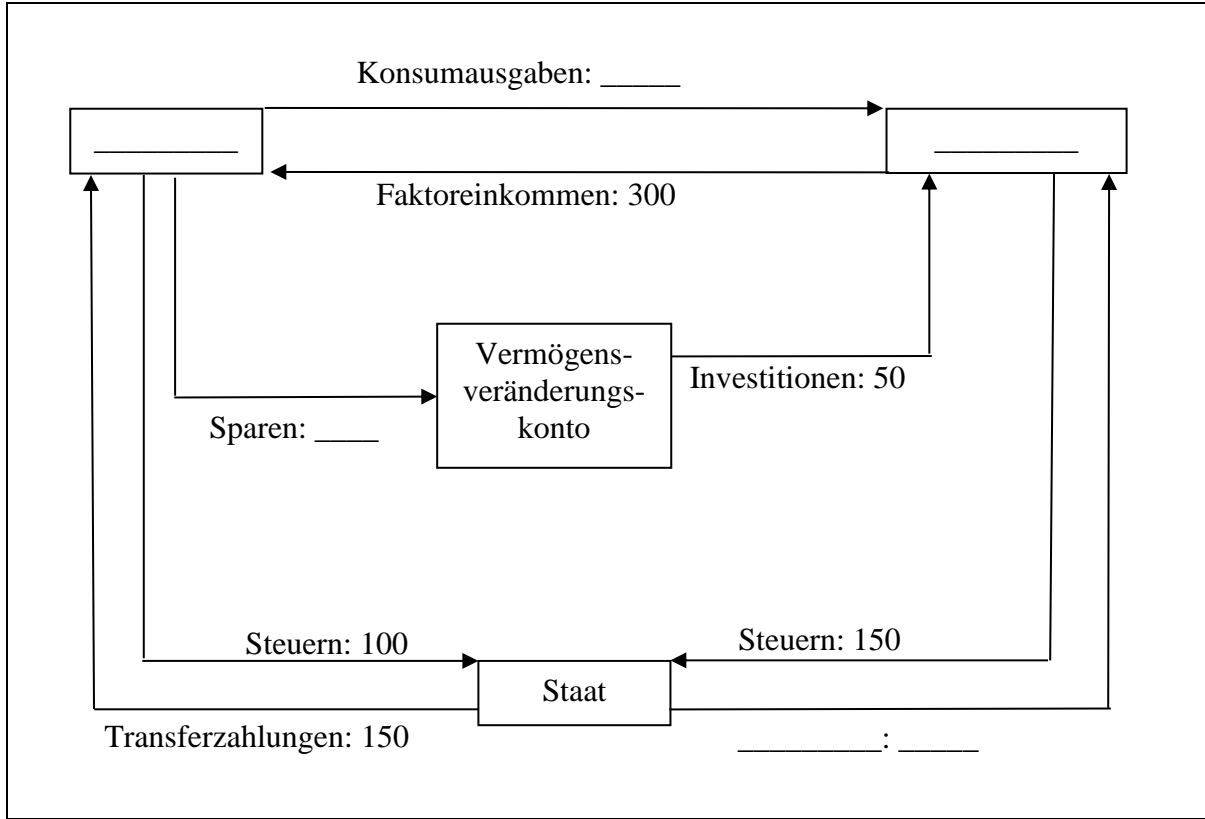 Konsumausgaben: _____
_________
_________
Faktoreinkommen: 300
Vermögens-
veränderungs-
konto
Investitionen: 50
Sparen: ____
Steuern: 100
Steuern: 150
Staat
Transferzahlungen: 150
_________: _____